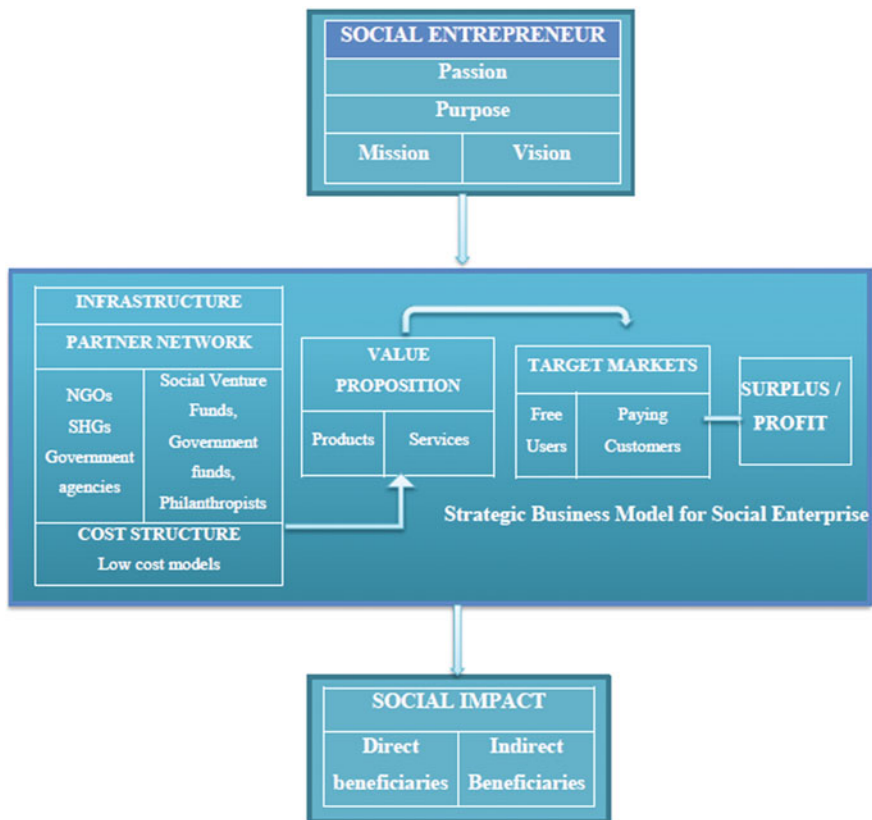 SOCIAL ENTREPRENEUR
Passion
Purpose
Mission
Vision
INFRASTRUCTURE
PARTNER NETWORK
NGOs
SHGs
Government
agencies
Social Venture
Funds,
Government
funds,
Philanthropists
COST STRUCTURE
Low cost models
VALUE
PROPOSITION
Products
Services
TARGET MARKETS
Free
Users
Paying
Customers
SURPLUS /
PROFIT
Strategic Business Model for Social Enterprise
SOCIAL IMPACT
Direct
beneficiaries
Indirect
Beneficiaries